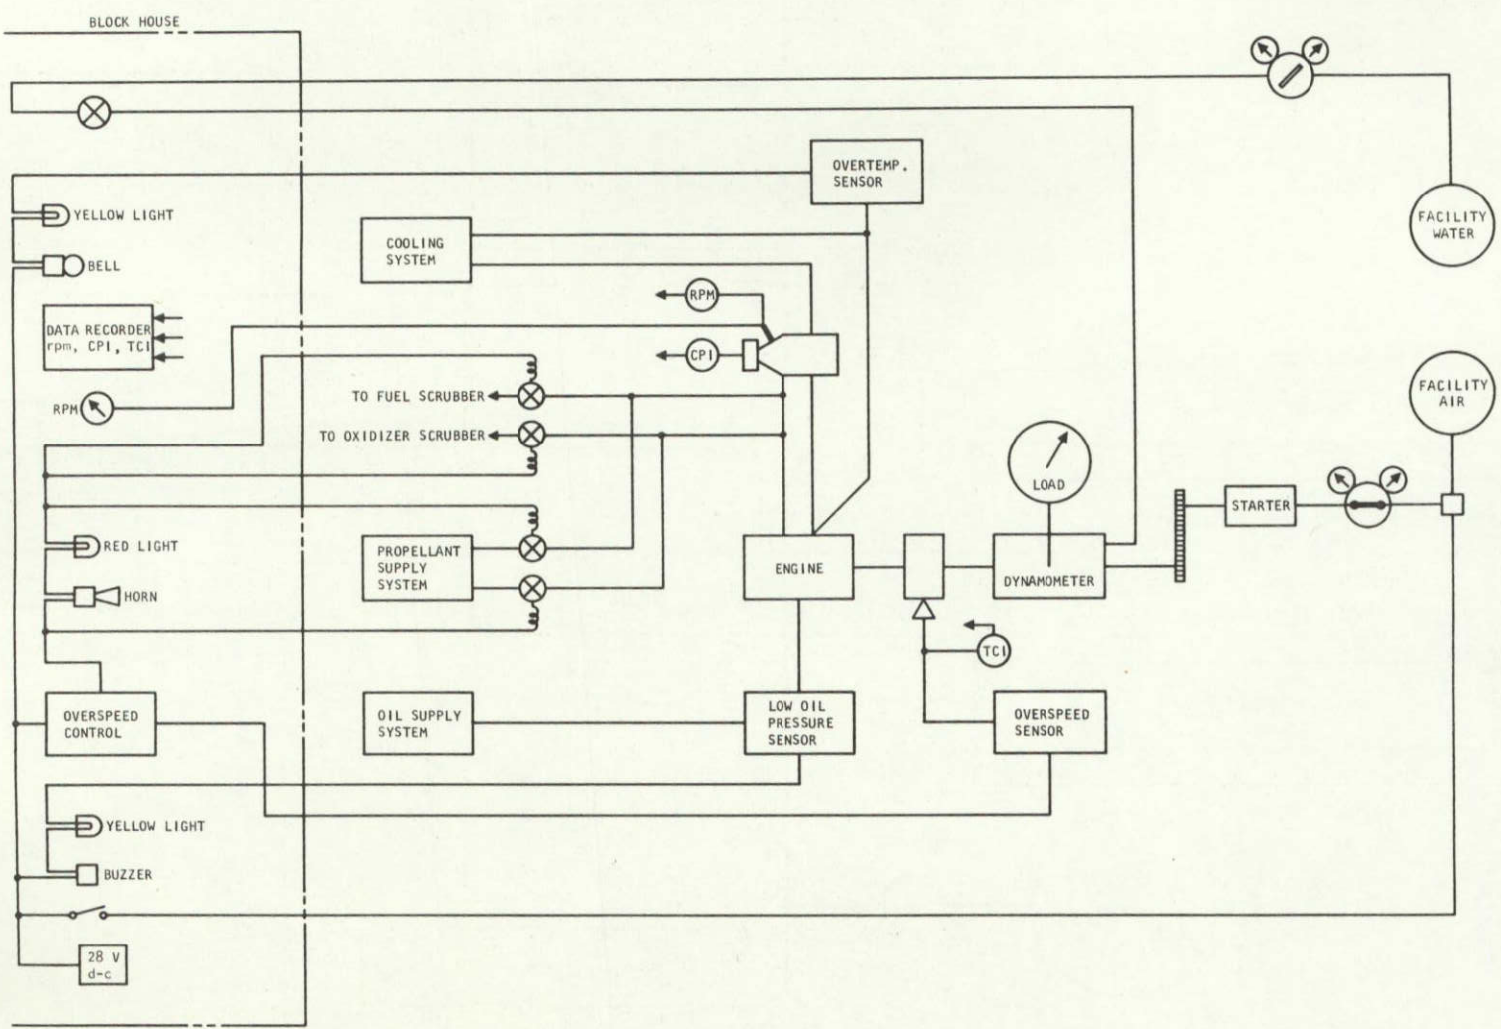 BLOCK HOUSE
OVERTEMP.
SENSOR
FACILITY
WATER
YELLOW LIGHT
COOLING
SYSTEM
BELL
RPM
DATA RECORDER
rpm, CPI, TCI
CPI
TO FUEL SCRUBBER
FACILITY
AIR
RPM
TO OXIDIZER SCRUBBER
LOAD
STARTER
RED LIGHT
PROPELLANT
SUPPLY
SYSTEM
ENGINE
DYNAMOMETER
HORN
TCI
OVERSPEED
CONTROL
OIL SUPPLY
SYSTEM
LOW OIL
PRESSURE
SENSOR
OVERSPEED
SENSOR
YELLOW LIGHT
BUZZER
28 V
d-c